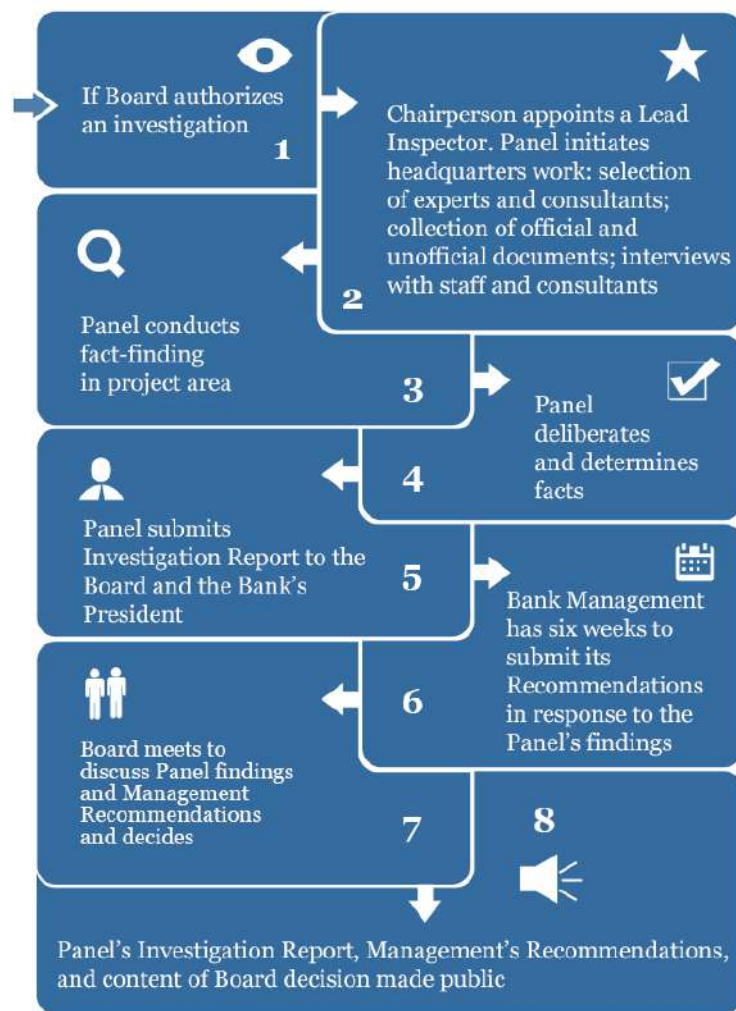 If Board authorizes
an investigation
1
Chairperson appoints a Lead
Inspector. Panel initiates
headquarters work: selection
of experts and consultants;
collection of official and
unofficial documents; interviews
with staff and consultants
2
Panel conducts
fact-finding
in project area
3
Panel
deliberates
and determines
facts
4
Panel submits
Investigation Report to the
Board and the Bank’s
President
5
Bank Management
has six weeks to
submit its
Recommendations
in response to the
Panel’s findings
6
Board meets to
discuss Panel findings
and Management
Recommendations
and decides
7
8
Panel’s Investigation Report, Management’s Recommendations,
and content of Board decision made public